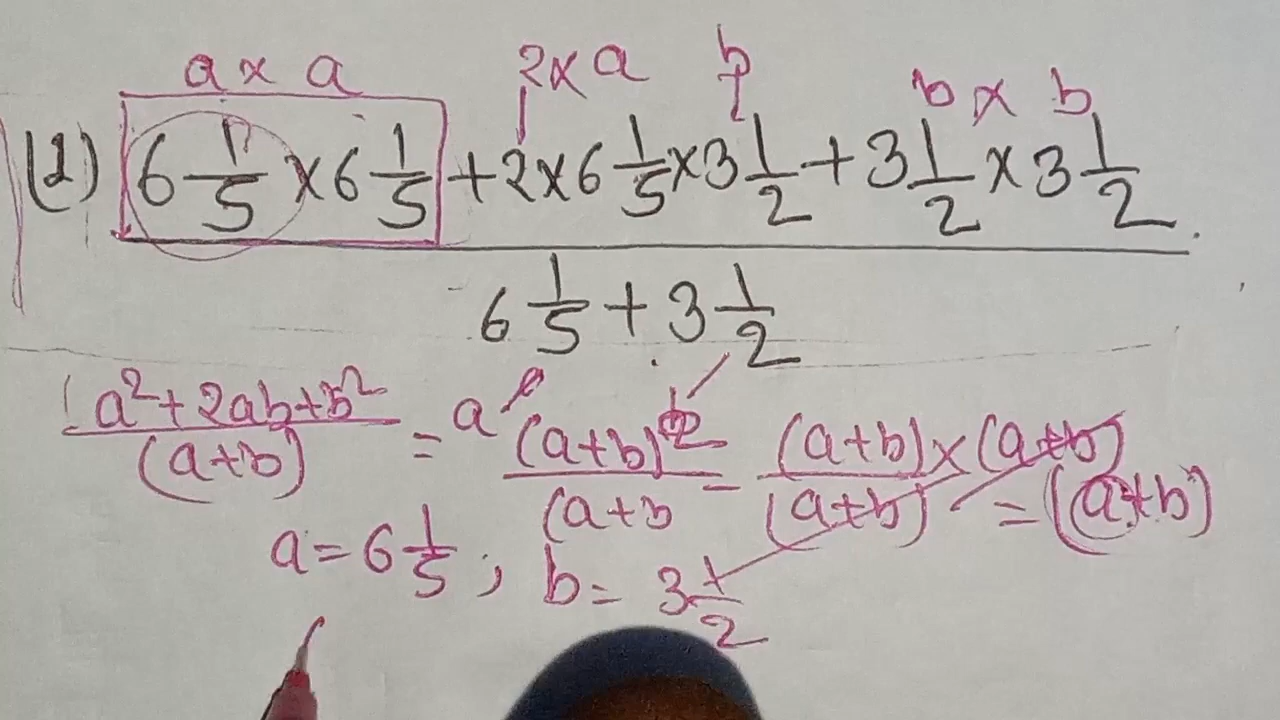 a × a 2×a b b × b
(1) 6 1/5 × 6 1/5 + 2 × 6 1/5 × 3 1/2 + 3 1/2 × 3 1/2
6 1/5 + 3 1/2
a² + 2ab + b² / (a+b) = (a+b)² / (a+b = (a+b) × (a+b) / (a+b) = (a+b)
a = 6 1/5 ; b = 3 1/2